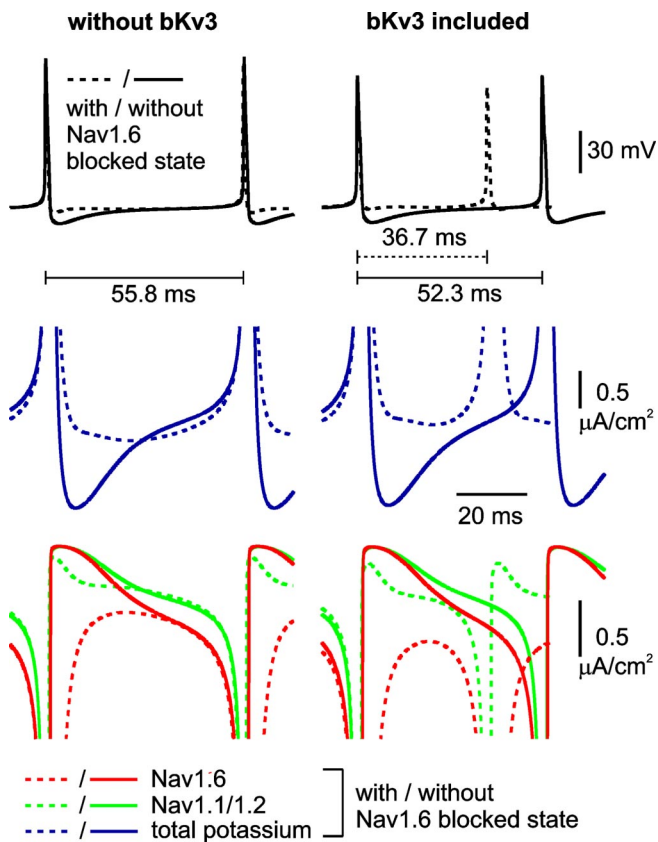 without bKv3
bKv3 included
with / without
Nav1.6
blocked state
30 mV
36.7 ms
55.8 ms
52.3 ms
0.5
μA/cm²
20 ms
0.5
μA/cm²
/ Nav1.6
/ Nav1.1/1.2
/ total potassium
with / without
Nav1.6 blocked state